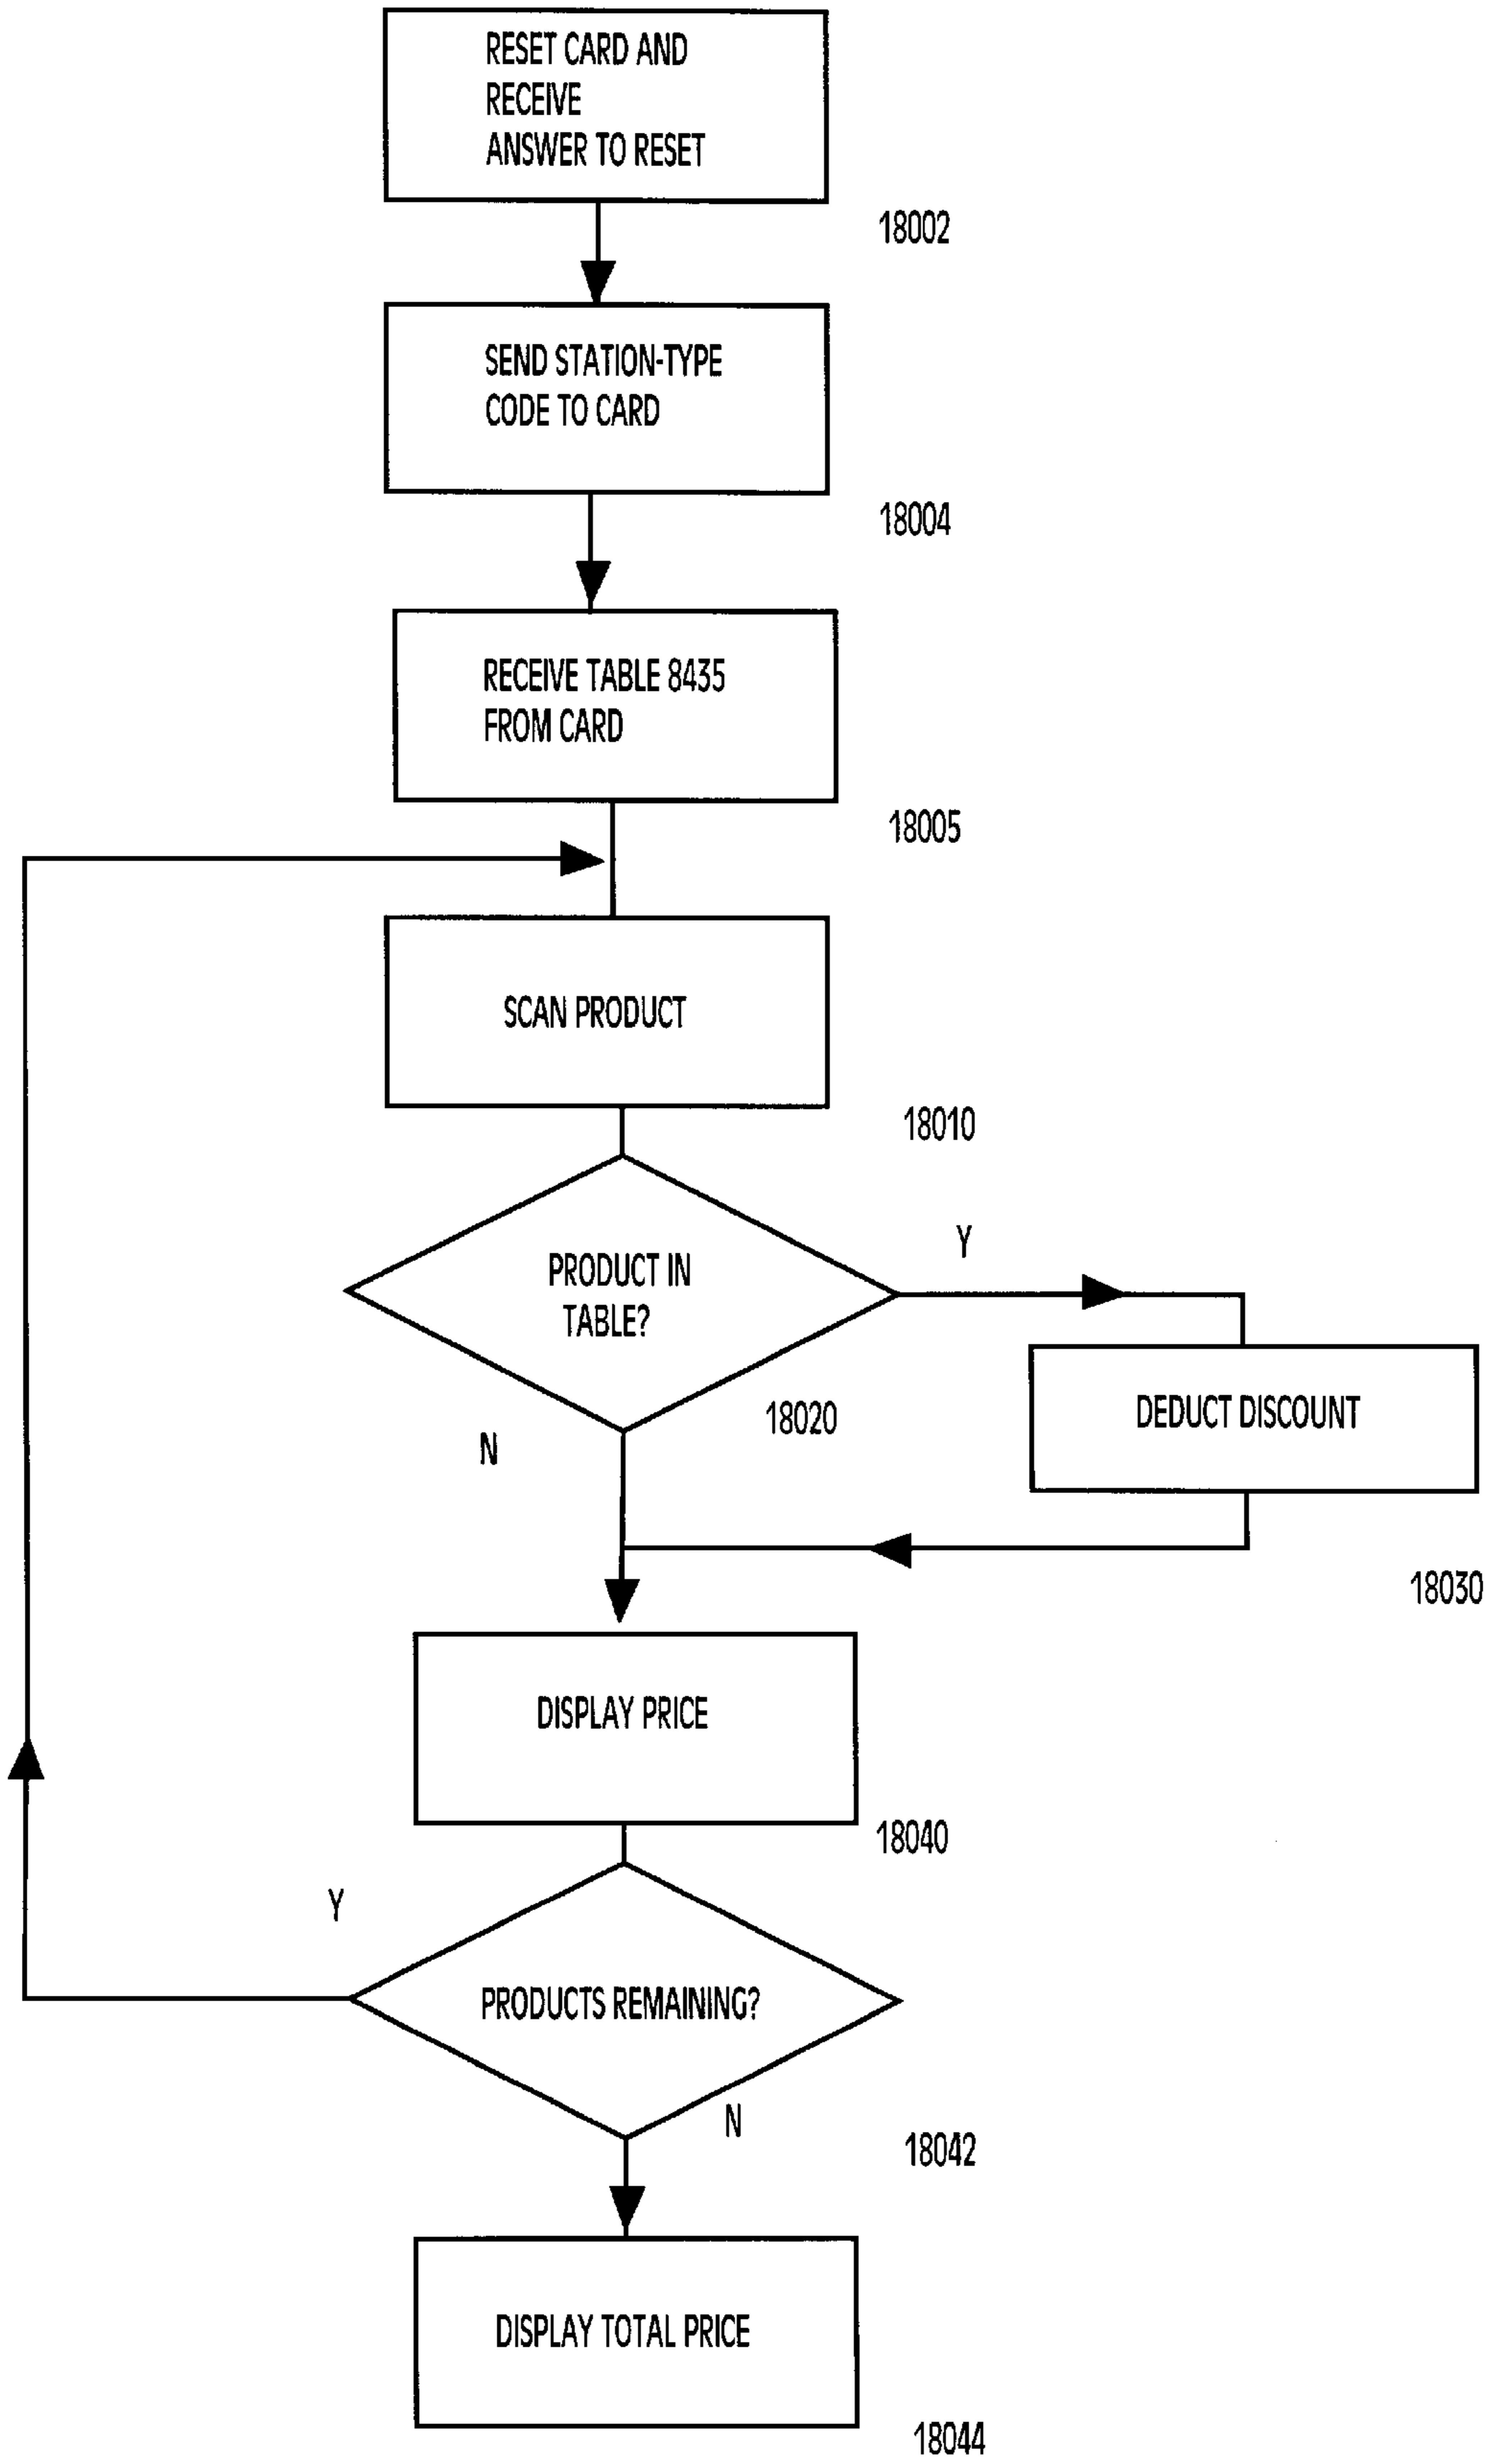 RESET CARD AND
RECEIVE
ANSWER TO RESET
18002
SEND STATION-TYPE
CODE TO CARD
18004
RECEIVE TABLE 8435
FROM CARD
18005
SCAN PRODUCT
18010
PRODUCT IN
TABLE?
Y
18020
N
DEDUCT DISCOUNT
18030
DISPLAY PRICE
18040
Y
PRODUCTS REMAINING?
N
18042
DISPLAY TOTAL PRICE
18044